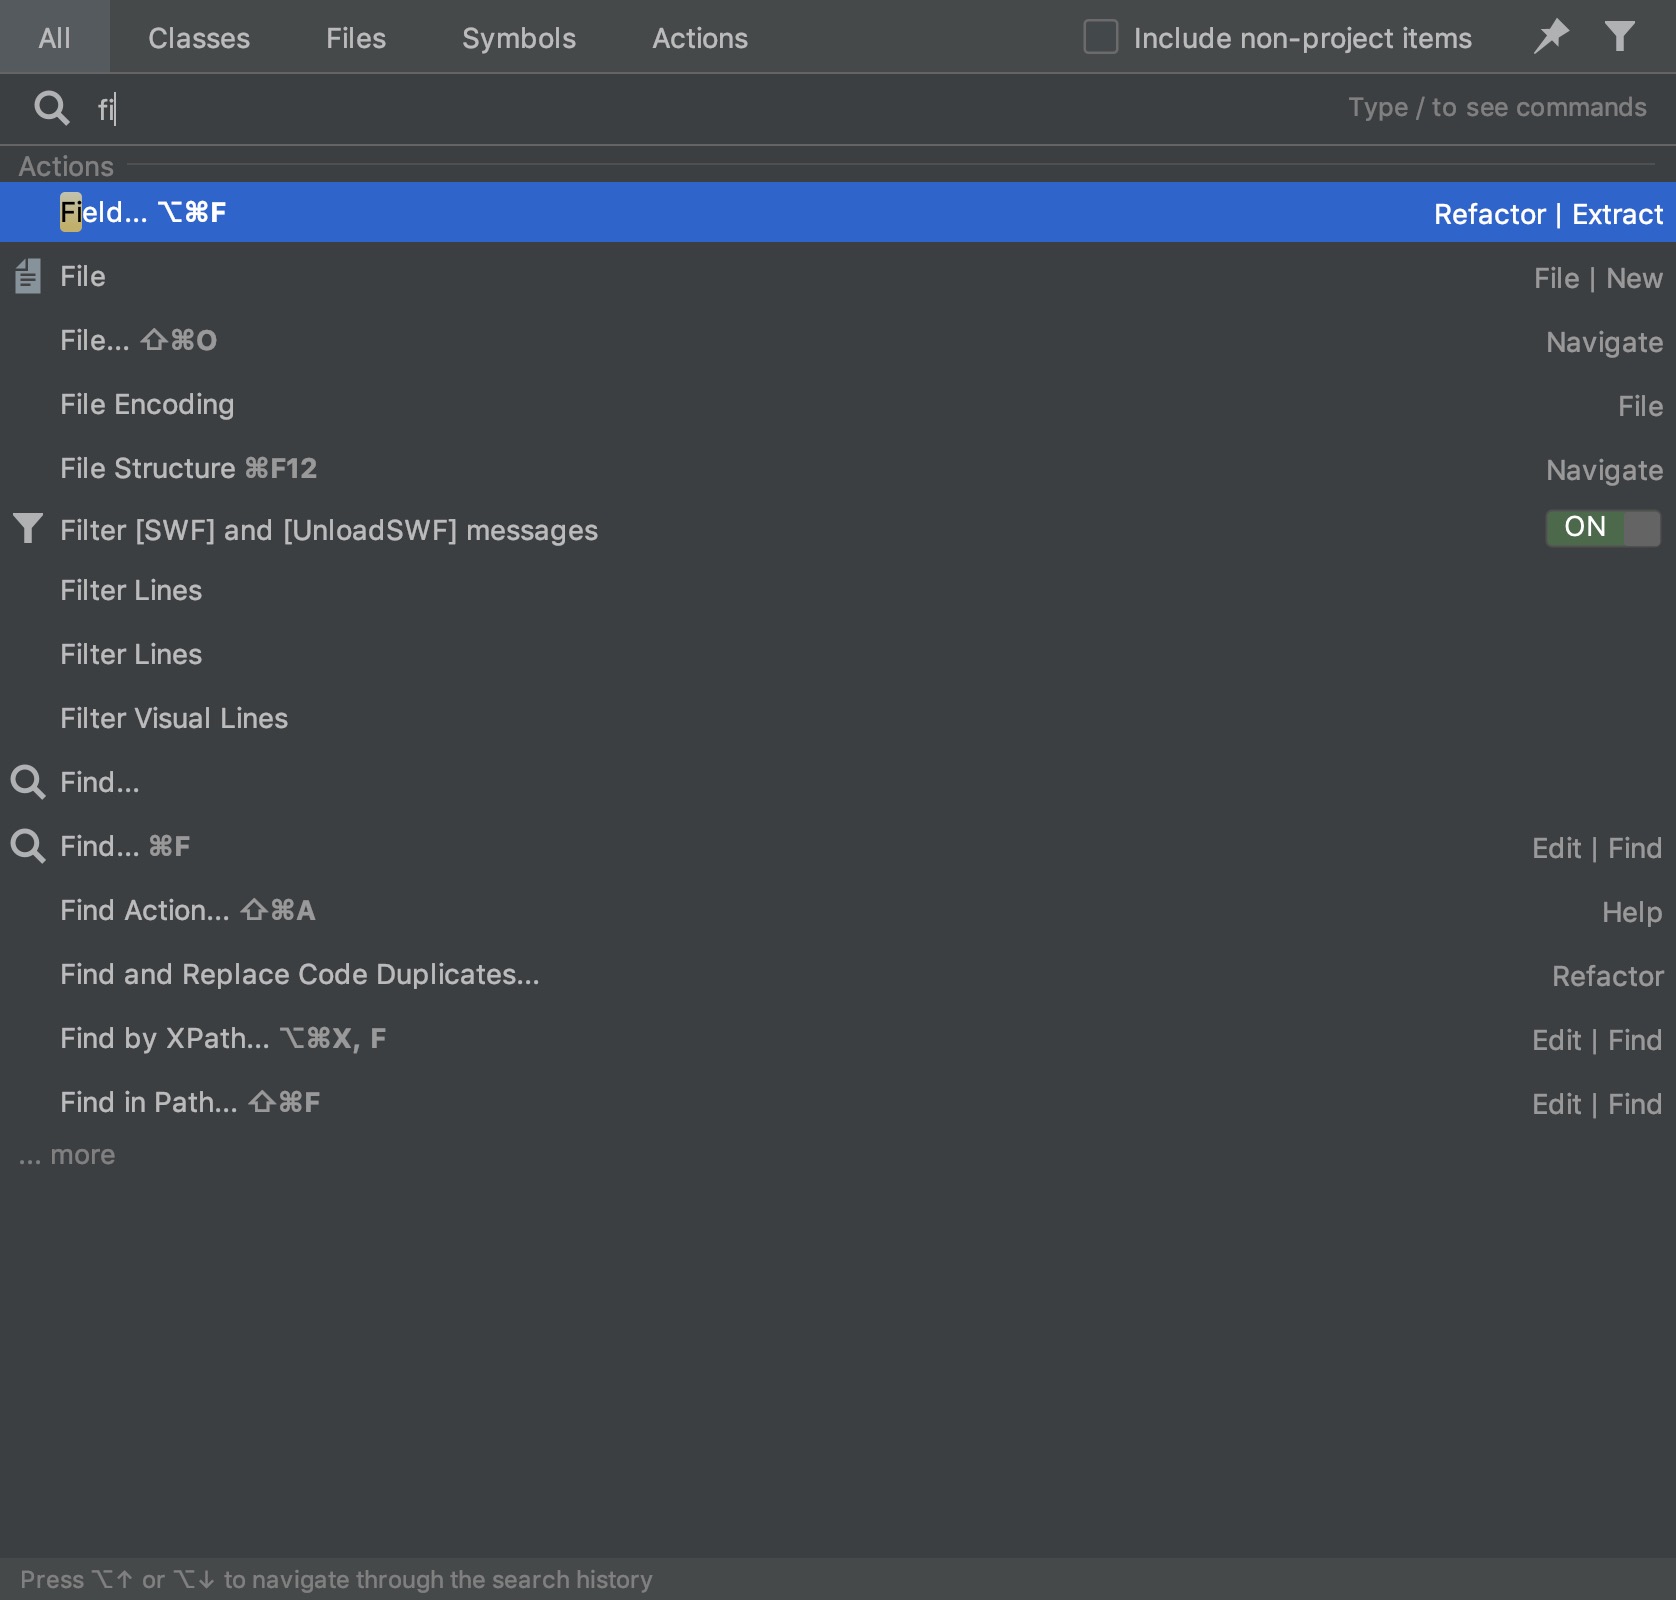 All Classes Files Symbols Actions Include non-project items
fi Type / to see commands
Actions
Field... ⌥⌘F Refactor | Extract
File File | New
File... ⇧⌘O Navigate
File Encoding File
File Structure ⌘F12 Navigate
Filter [SWF] and [UnloadSWF] messages ON
Filter Lines
Filter Lines
Filter Visual Lines
Find...
Find... ⌘F Edit | Find
Find Action... ⇧⌘A Help
Find and Replace Code Duplicates... Refactor
Find by XPath... ⌥⌘X, F Edit | Find
Find in Path... ⇧⌘F Edit | Find
... more
Press ⌥↑ or ⌥↓ to navigate through the search history